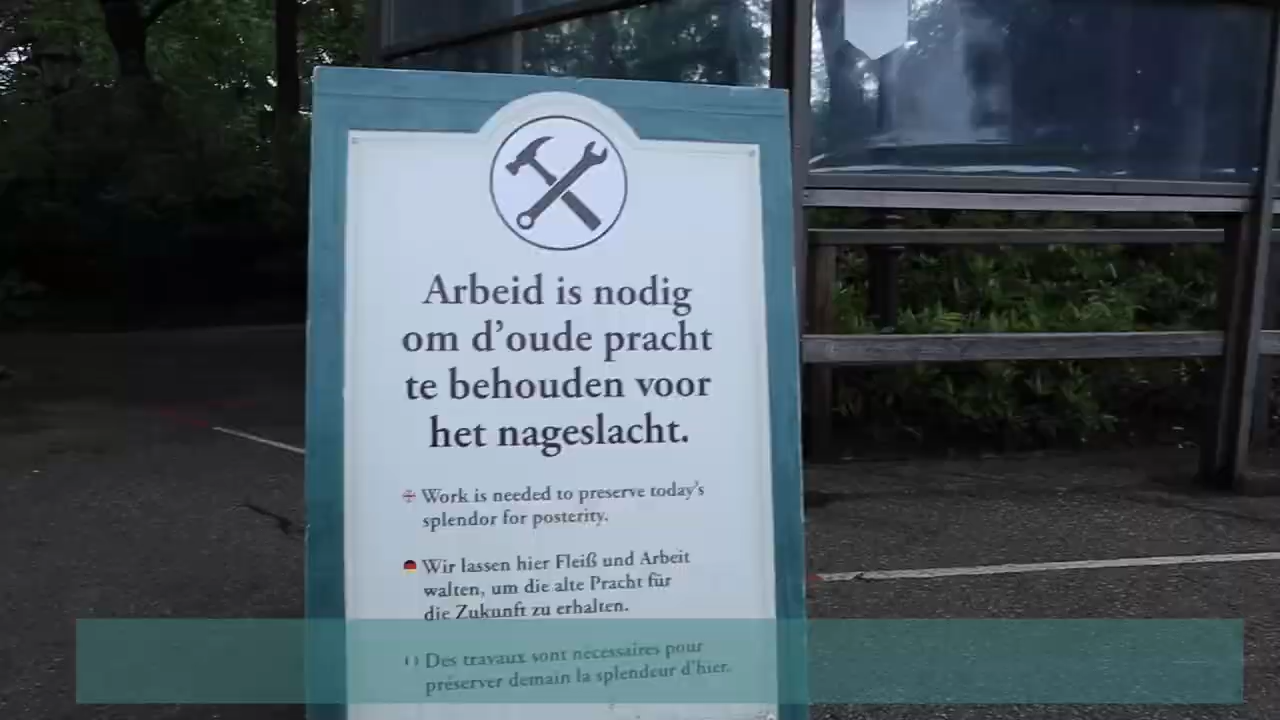 Arbeid is nodig
om d'oude pracht
te behouden voor
het nageslacht.
Work is needed to preserve today's
splendor for posterity.
Wir lassen hier Fleiß und Arbeit
walten, um die alte Pracht für
die Zukunft zu erhalten.
Des travaux sont nécessaires pour
préserver demain la splendeur d'hier.